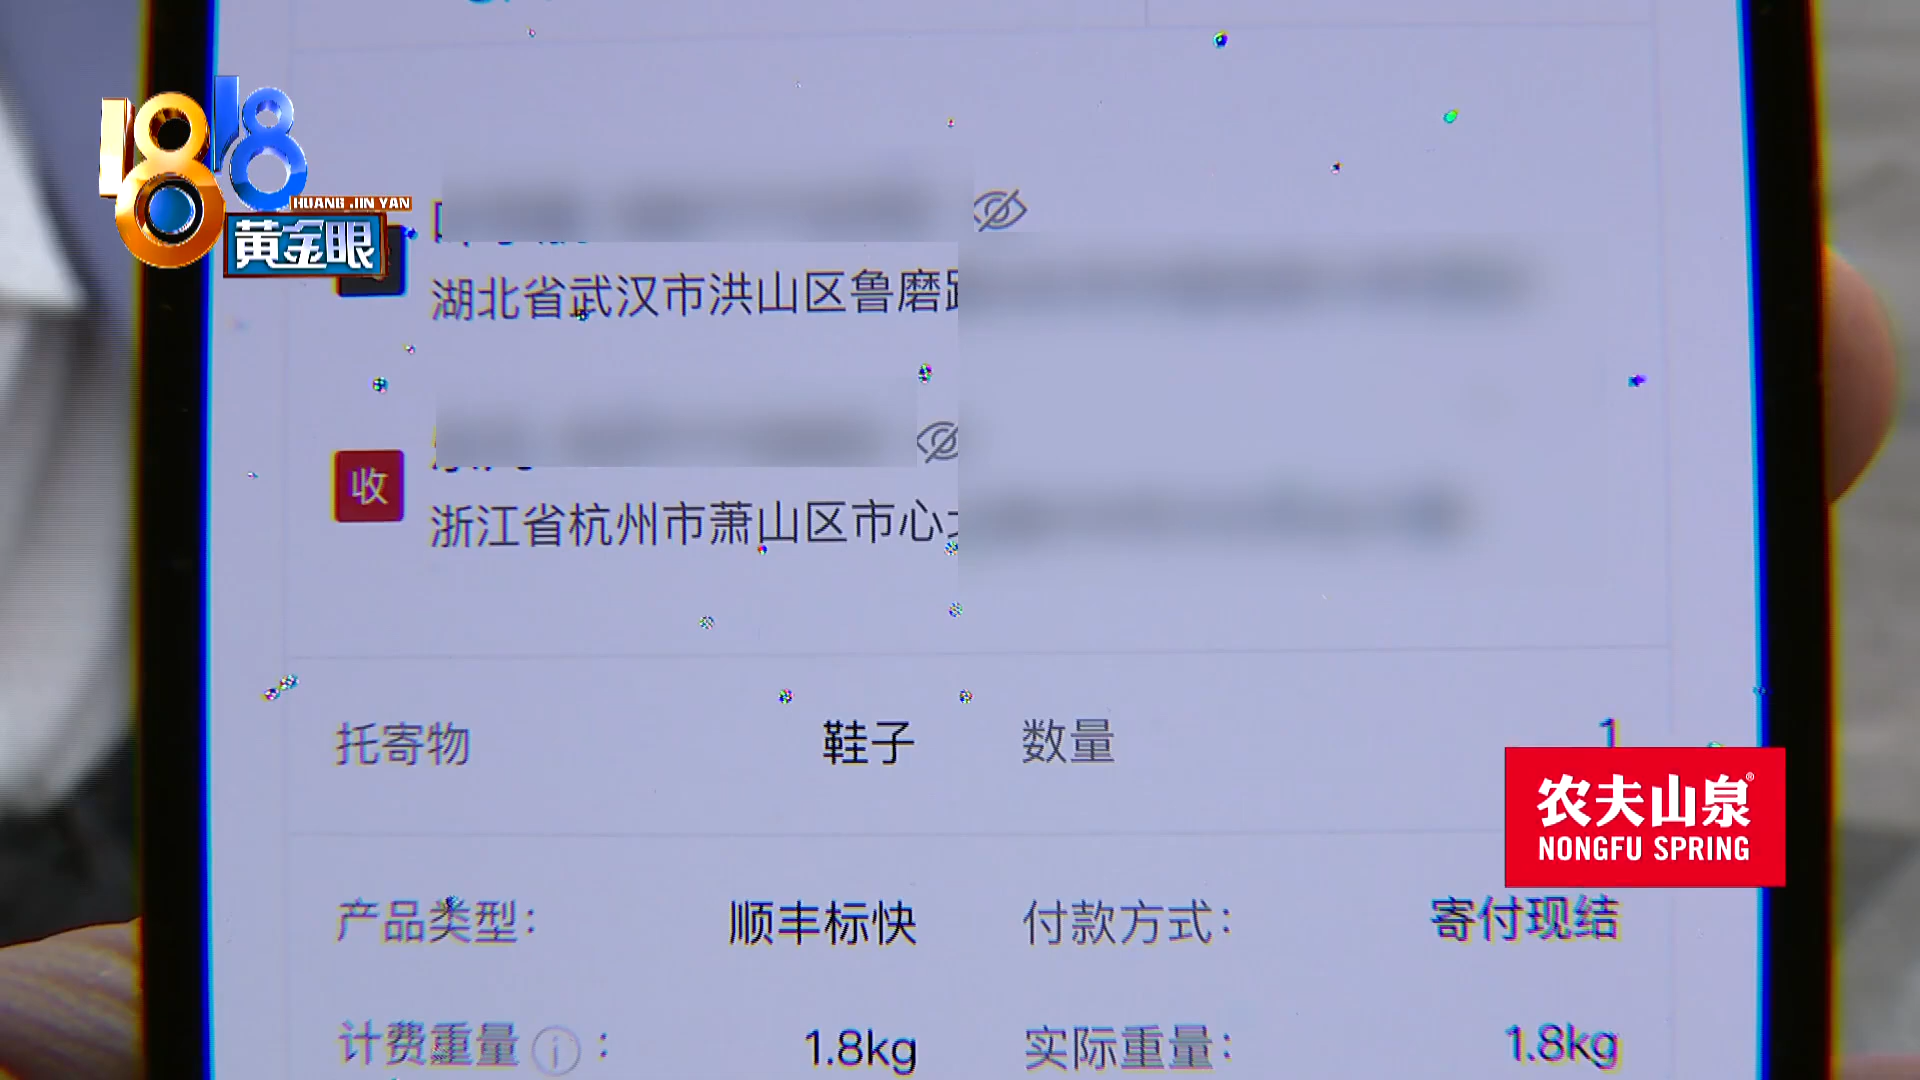 1818
HUANG JIN YAN
黄金眼
湖北省武汉市洪山区鲁磨
收
浙江省杭州市萧山区市心
托寄物 鞋子 数量 1
农夫山泉®
NONGFU SPRING
产品类型: 顺丰标快 付款方式: 寄付现结
计费重量 ⓘ : 1.8kg 实际重量: 1.8kg